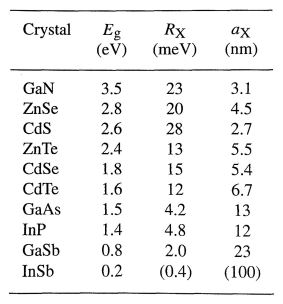 Crystal E_g R_X a_X
(eV) (meV) (nm)
GaN 3.5 23 3.1
ZnSe 2.8 20 4.5
CdS 2.6 28 2.7
ZnTe 2.4 13 5.5
CdSe 1.8 15 5.4
CdTe 1.6 12 6.7
GaAs 1.5 4.2 13
InP 1.4 4.8 12
GaSb 0.8 2.0 23
InSb 0.2 (0.4) (100)